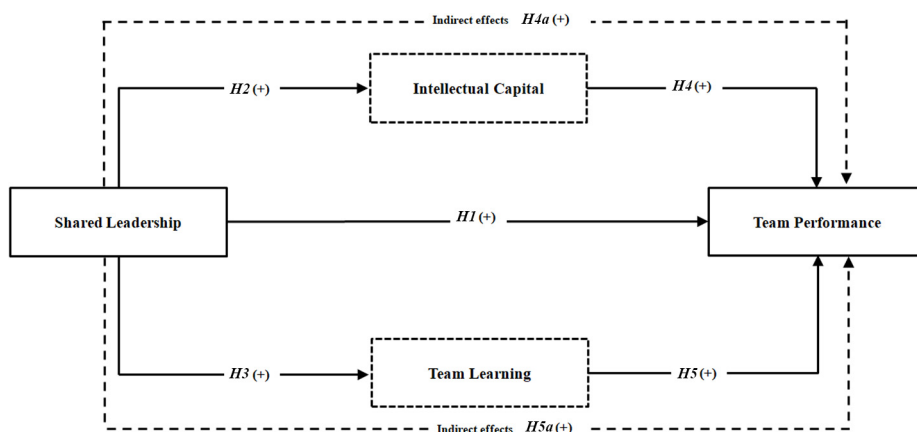 Indirect effects H4a(+)
H2(+)
Intellectual Capital
H4(+)
Shared Leadership
H1(+)
Team Performance
H3(+)
Team Learning
H5(+)
Indirect effects H5a(+)